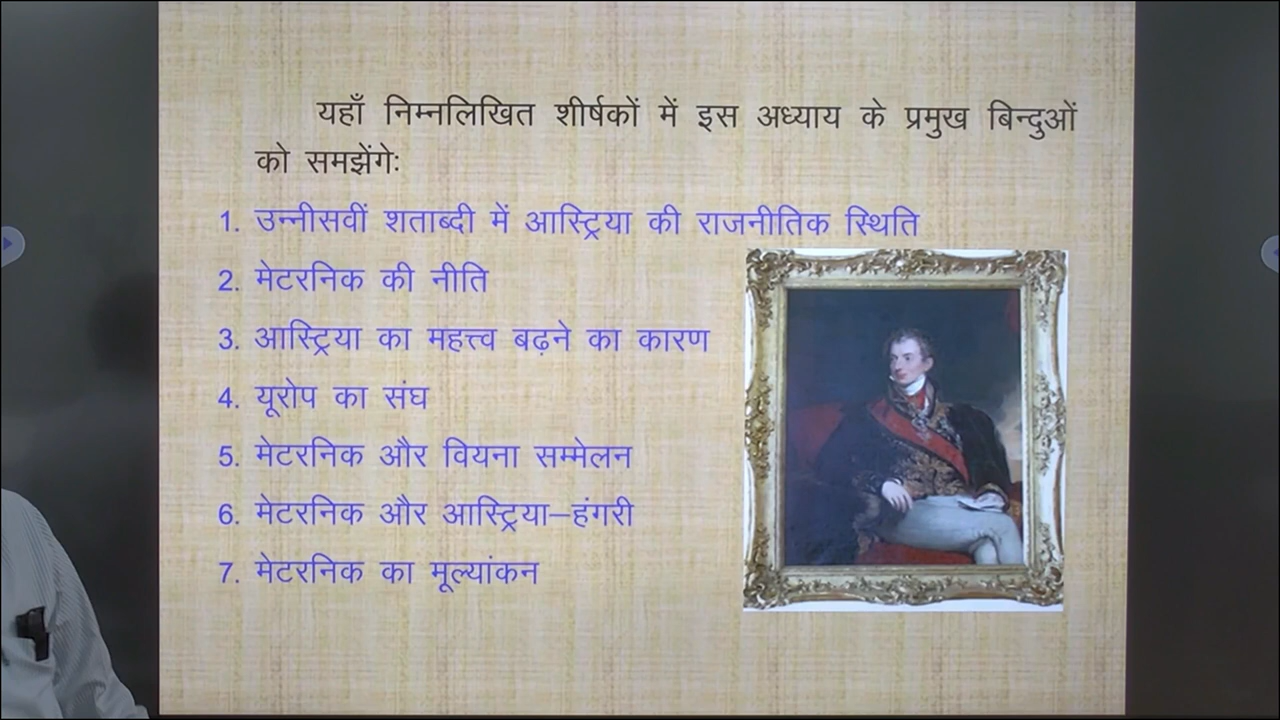 यहाँ निम्नलिखित शीर्षकों में इस अध्याय के प्रमुख बिन्दुओं
को समझेंगेः
1. उन्नीसवीं शताब्दी में आस्ट्रिया की राजनीतिक स्थिति
2. मेटरनिक की नीति
3. आस्ट्रिया का महत्त्व बढ़ने का कारण
4. यूरोप का संघ
5. मेटरनिक और वियना सम्मेलन
6. मेटरनिक और आस्ट्रिया–हंगरी
7. मेटरनिक का मूल्यांकन